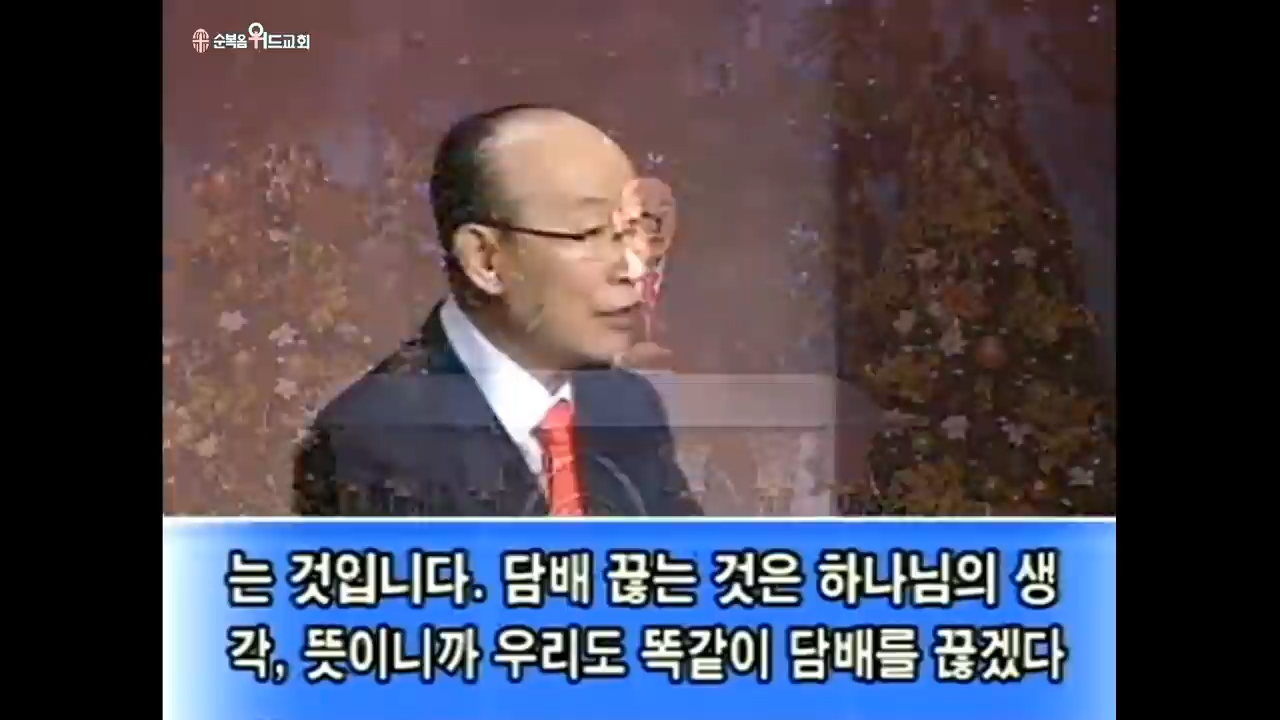 순복음위드교회
는 것입니다. 담배 끊는 것은 하나님의 생
각, 뜻이니까 우리도 똑같이 담배를 끊겠다